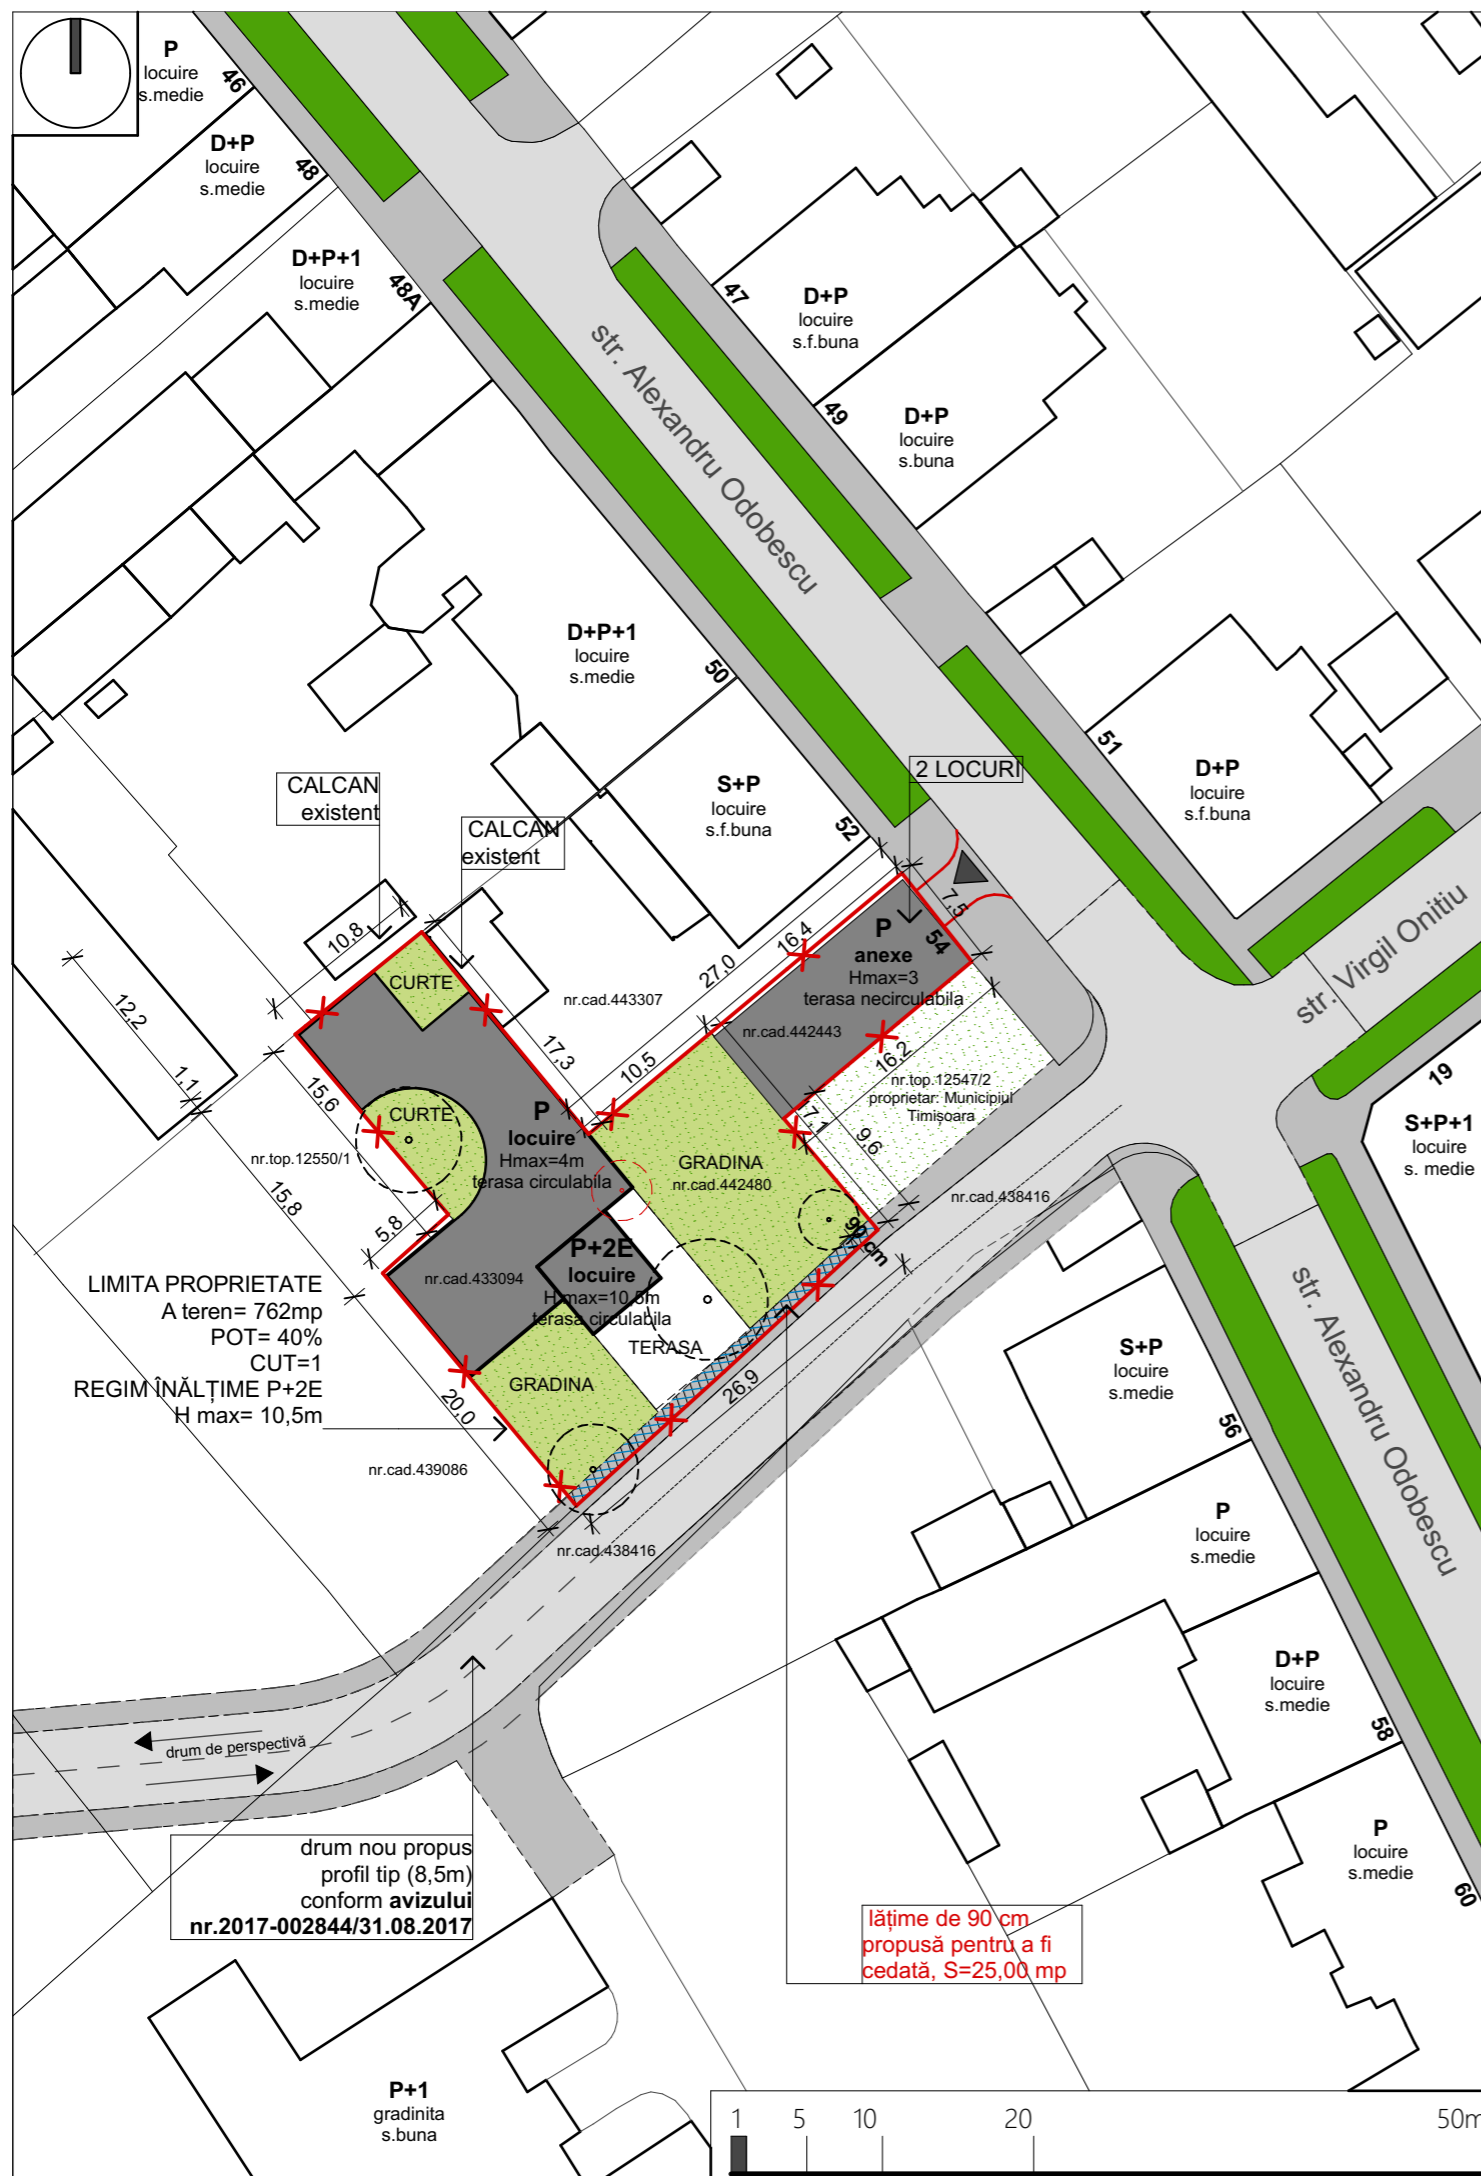 P
locuire
s.medie
46
D+P
locuire
s.medie
48
D+P+1
locuire
s.medie
48A
47
D+P
locuire
s.f.buna
str. Alexandru Odobescu
49
D+P
locuire
s.buna
D+P+1
locuire
s.medie
50
51
D+P
locuire
s.f.buna
2 LOCURI
CALCAN
existent
CALCAN
existent
S+P
locuire
s.f.buna
52
str. Virgil Onitiu
7,5
16,4
27,0
10,8
12,2
1,1
CURTE
P
anexe
Hmax=3
terasa necirculabila
54
nr.cad.443307
nr.cad.442443
17,3
10,5
16,2
15,6
nr.top.12547/2
proprietar: Municipiul
Timișoara
7,1
9,6
19
S+P+1
locuire
s. medie
CURTE
P
locuire
Hmax=4m
terasa circulabila
nr.top.12550/1
15,8
GRADINA
nr.cad.442480
nr.cad.438416
5,8
90 cm
P+2E
locuire
H max=10,5m
terasa circulabila
nr.cad.433094
TERASA
LIMITA PROPRIETATE
A teren= 762mp
POT= 40%
CUT=1
REGIM ÎNĂLȚIME P+2E
H max= 10,5m
GRADINA
20,0
26,9
str. Alexandru Odobescu
S+P
locuire
s.medie
56
nr.cad.439086
nr.cad.438416
P
locuire
s.medie
D+P
locuire
s.medie
58
drum de perspectivă
P
locuire
s.medie
60
drum nou propus
profil tip (8,5m)
conform avizului
nr.2017-002844/31.08.2017
lățime de 90 cm
propusă pentru a fi
cedată, S=25,00 mp
P+1
gradinita
s.buna
1 5 10 20 50m